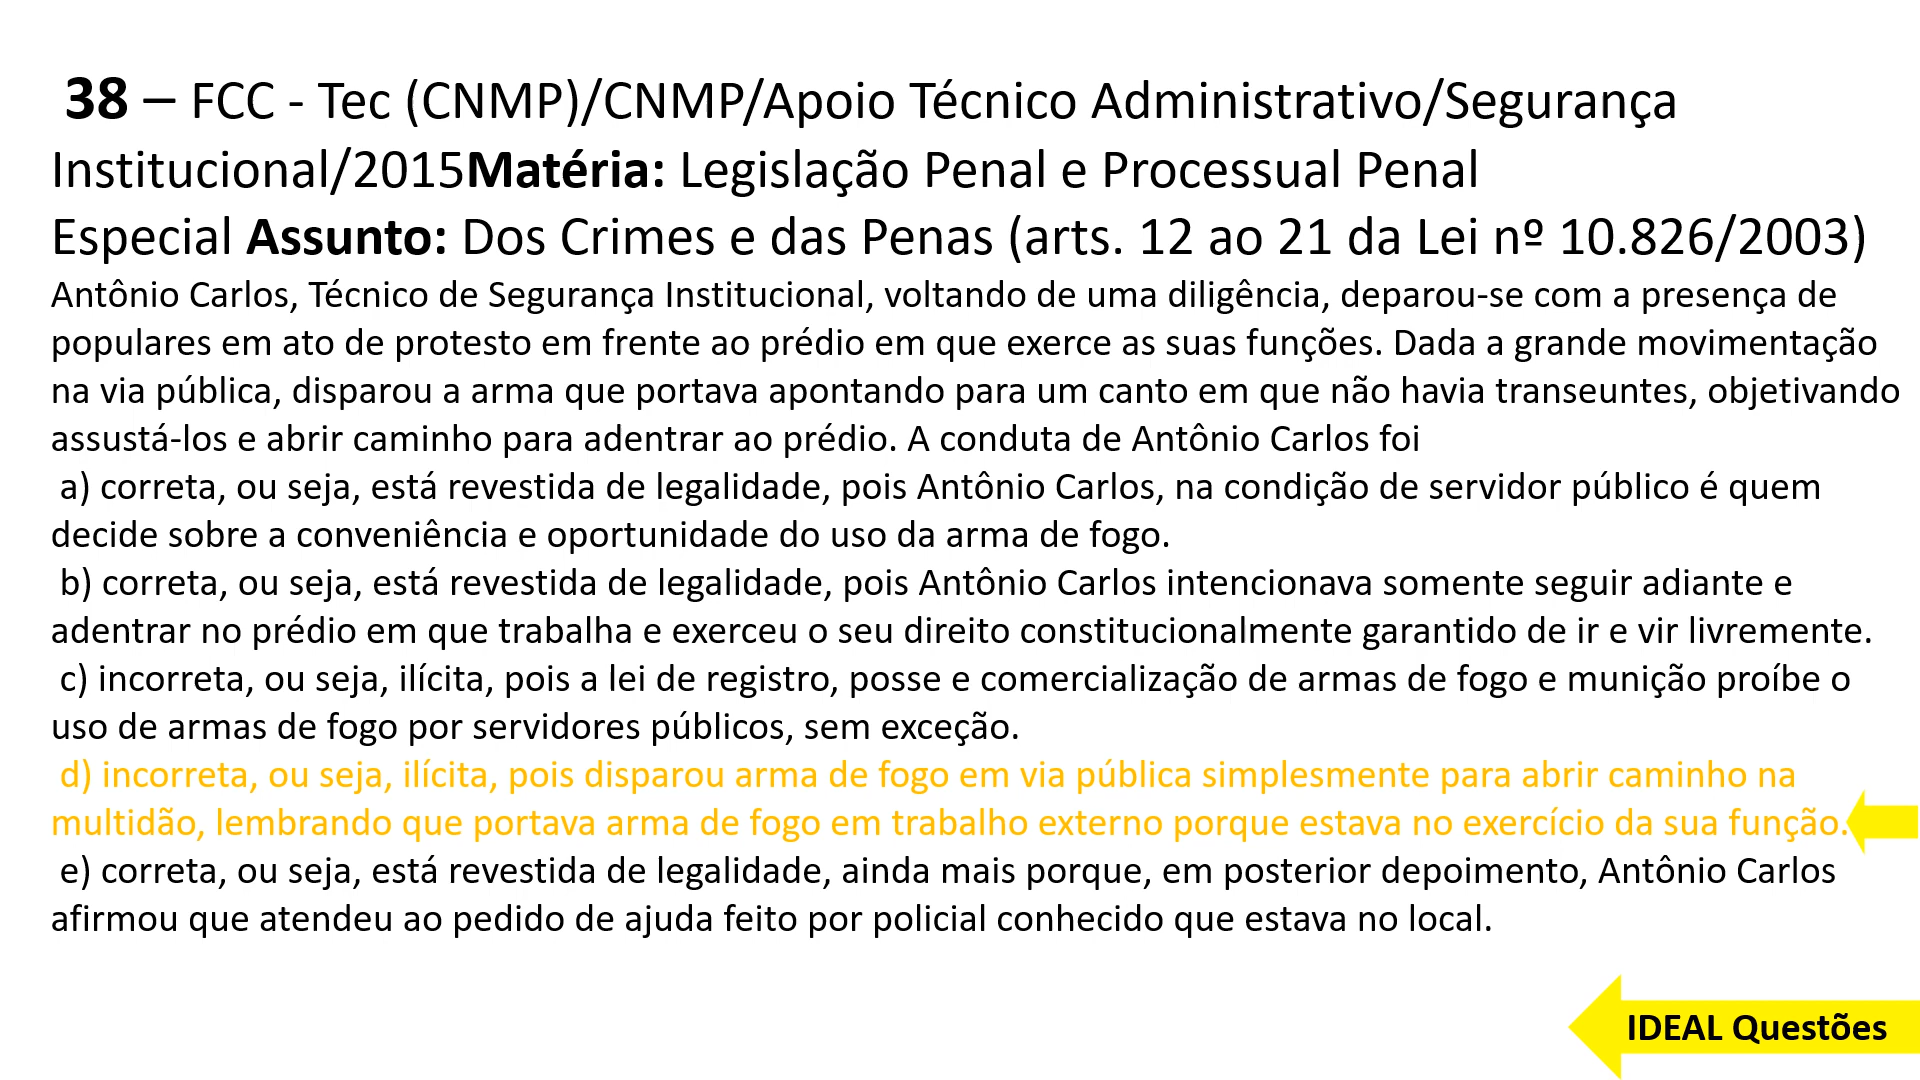 38 – FCC - Tec (CNMP)/CNMP/Apoio Técnico Administrativo/Segurança
Institucional/2015Matéria: Legislação Penal e Processual Penal
Especial Assunto: Dos Crimes e das Penas (arts. 12 ao 21 da Lei nº 10.826/2003)
Antônio Carlos, Técnico de Segurança Institucional, voltando de uma diligência, deparou-se com a presença de
populares em ato de protesto em frente ao prédio em que exerce as suas funções. Dada a grande movimentação
na via pública, disparou a arma que portava apontando para um canto em que não havia transeuntes, objetivando
assustá-los e abrir caminho para adentrar ao prédio. A conduta de Antônio Carlos foi
a) correta, ou seja, está revestida de legalidade, pois Antônio Carlos, na condição de servidor público é quem
decide sobre a conveniência e oportunidade do uso da arma de fogo.
b) correta, ou seja, está revestida de legalidade, pois Antônio Carlos intencionava somente seguir adiante e
adentrar no prédio em que trabalha e exerceu o seu direito constitucionalmente garantido de ir e vir livremente.
c) incorreta, ou seja, ilícita, pois a lei de registro, posse e comercialização de armas de fogo e munição proíbe o
uso de armas de fogo por servidores públicos, sem exceção.
d) incorreta, ou seja, ilícita, pois disparou arma de fogo em via pública simplesmente para abrir caminho na
multidão, lembrando que portava arma de fogo em trabalho externo porque estava no exercício da sua função.
e) correta, ou seja, está revestida de legalidade, ainda mais porque, em posterior depoimento, Antônio Carlos
afirmou que atendeu ao pedido de ajuda feito por policial conhecido que estava no local.
IDEAL Questões